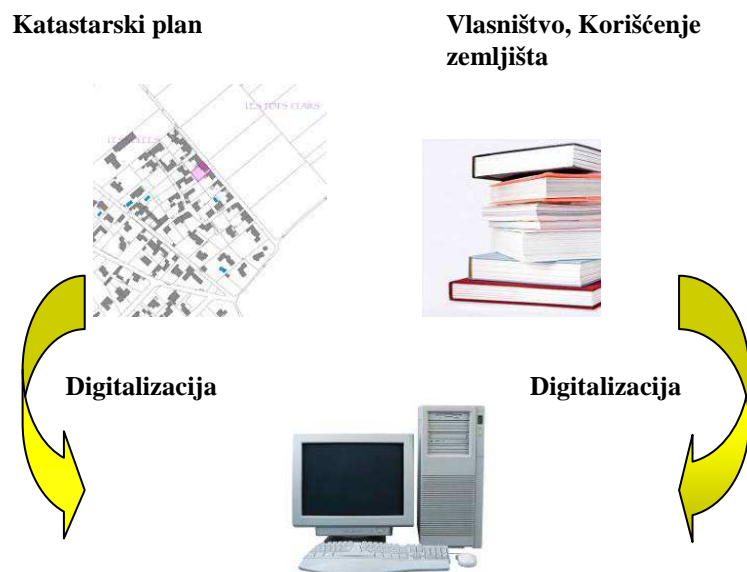 Katastarski plan
Vlasništvo, Korišćenje
zemljišta
Digitalizacija
Digitalizacija